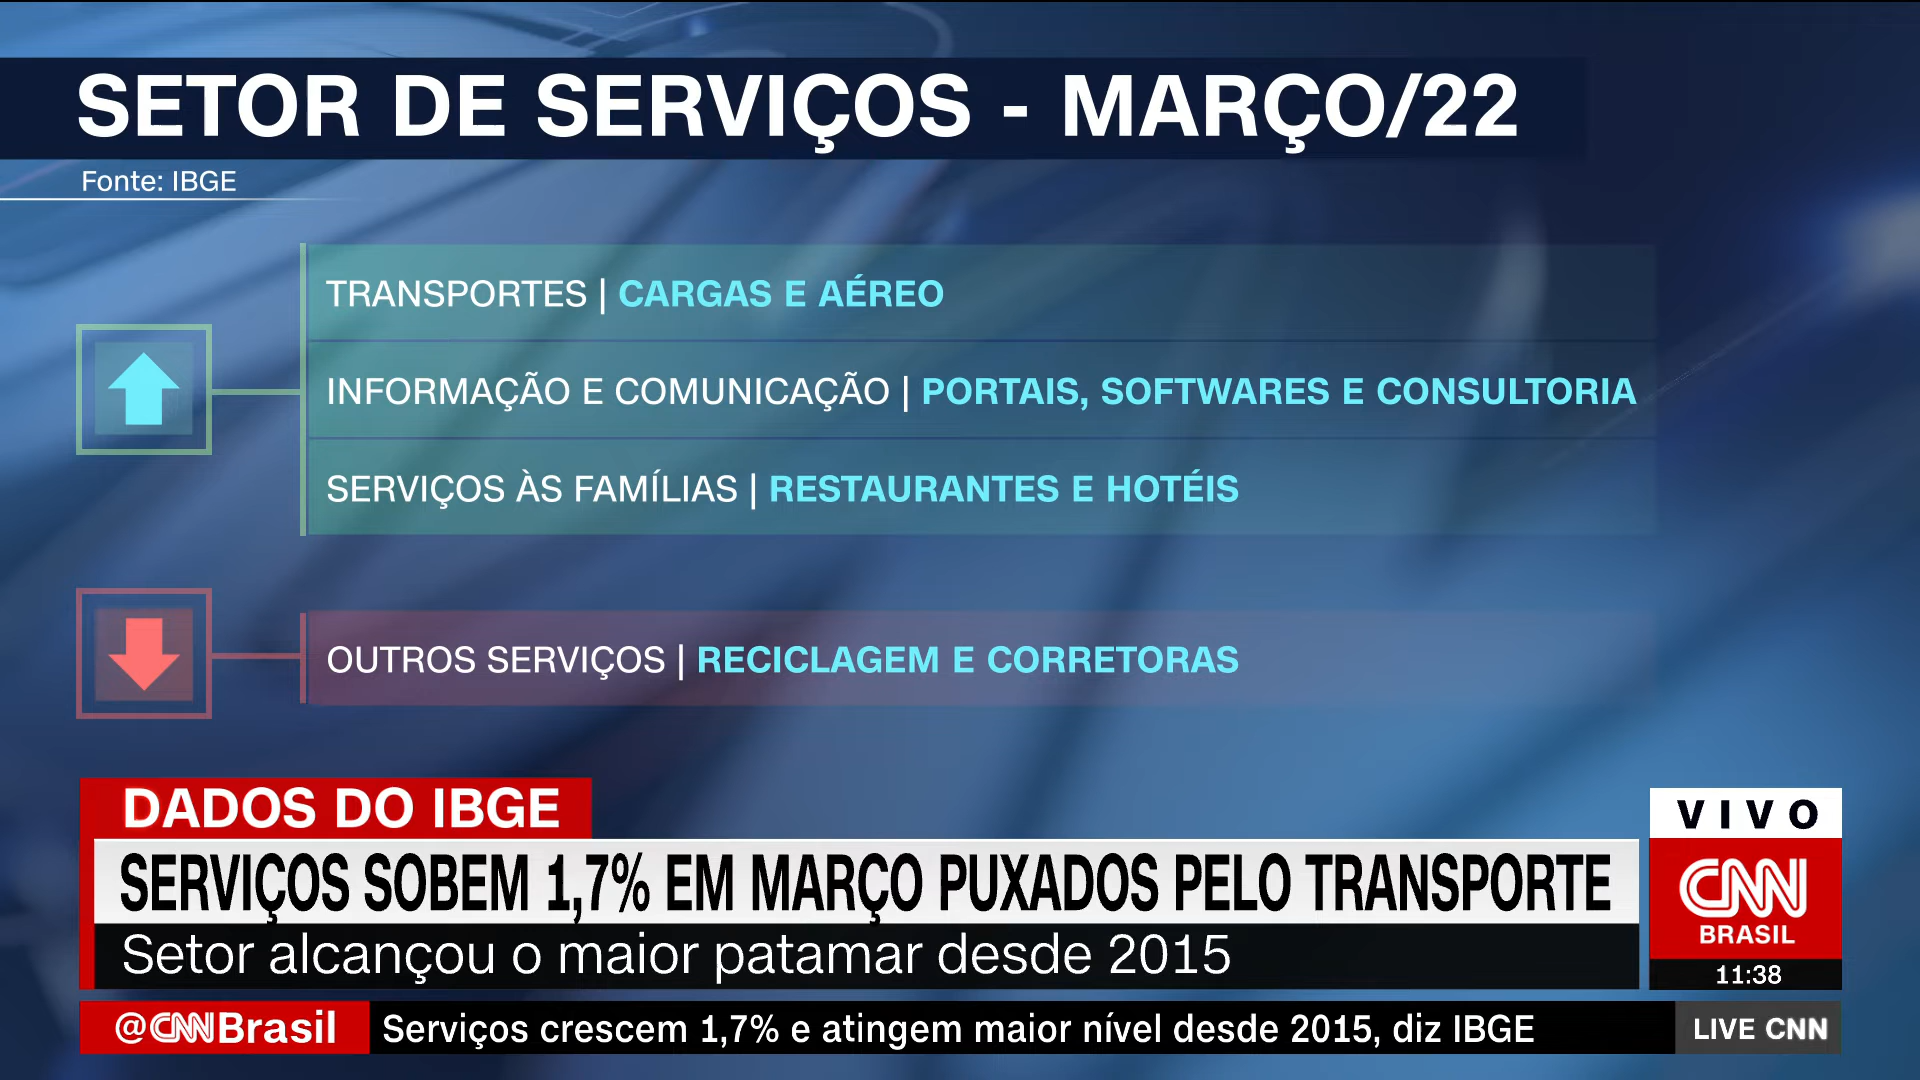 SETOR DE SERVIÇOS - MARÇO/22
Fonte: IBGE
TRANSPORTES | CARGAS E AÉREO
INFORMAÇÃO E COMUNICAÇÃO | PORTAIS, SOFTWARES E CONSULTORIA
SERVIÇOS ÀS FAMÍLIAS | RESTAURANTES E HOTÉIS
OUTROS SERVIÇOS | RECICLAGEM E CORRETORAS
DADOS DO IBGE
SERVIÇOS SOBEM 1,7% EM MARÇO PUXADOS PELO TRANSPORTE
Setor alcançou o maior patamar desde 2015
VIVO
CNN
BRASIL
11:38
@CNNBrasil
Serviços crescem 1,7% e atingem maior nível desde 2015, diz IBGE
LIVE CNN